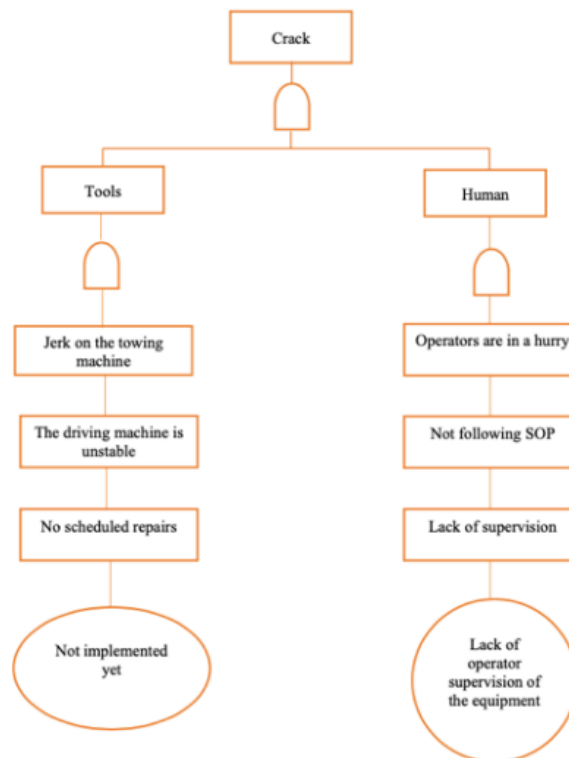 Crack
Tools
Human
Jerk on the towing
machine
Operators are in a hurry
The driving machine is
unstable
Not following SOP
No scheduled repairs
Lack of supervision
Not implemented
yet
Lack of
operator
supervision of
the equipment